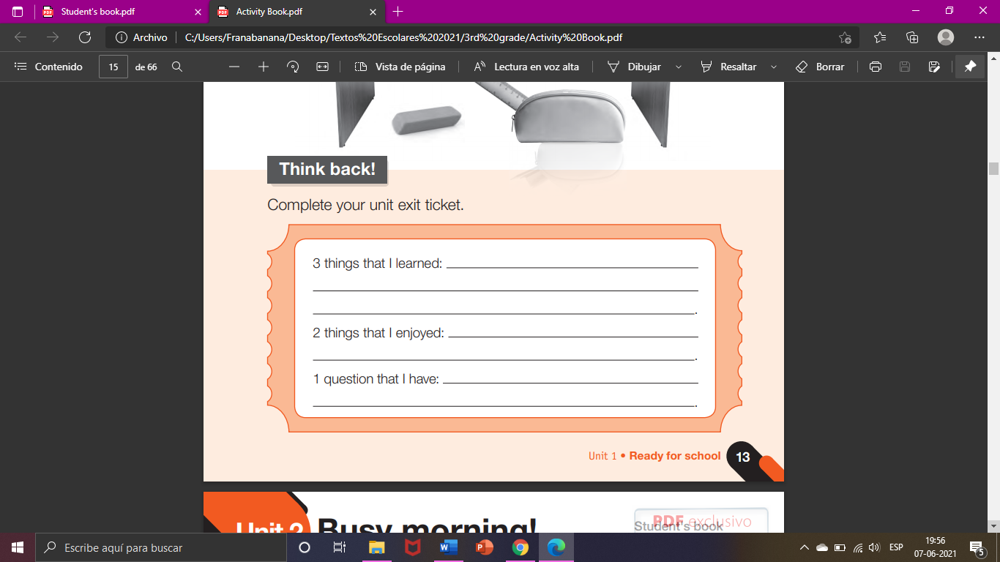 Student's book.pdf
Activity Book.pdf
Archivo
C:/Users/Franabanana/Desktop/Textos%20Escolares%202021/3rd%20grade/Activity%20Book.pdf
Contenido 15 de 66 Vista de página Lectura en voz alta Dibujar Resaltar Borrar
Think back!
Complete your unit exit ticket.
3 things that I learned:
.
2 things that I enjoyed:
.
1 question that I have:
.
Unit 1 • Ready for school 13
Unit 2 Busy morning!
PDF exclusivo
Student's book
Escribe aquí para buscar
ESP
19:56
07-06-2021
5